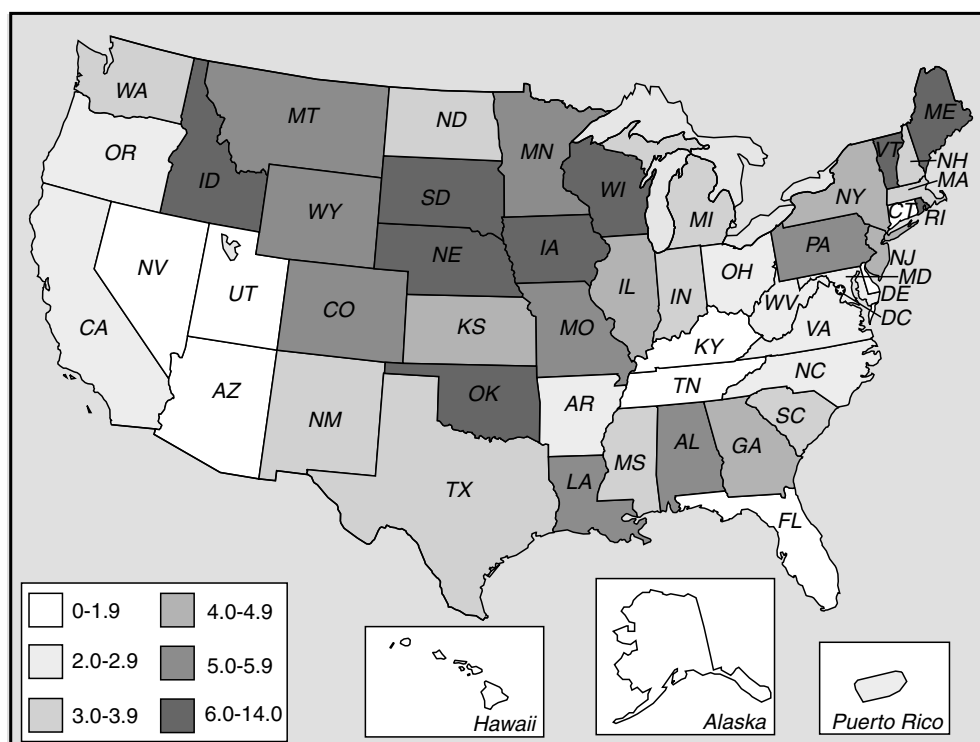 WA
MT
ND
MN
ME
VT
NH
MA
OR
ID
SD
WI
NY
WY
MI
CT
RI
IA
PA
NE
NJ
NV
OH
MD
UT
IL
IN
DE
CA
CO
WV
DC
KS
MO
VA
KY
AZ
NC
TN
OK
AR
NM
SC
MS
AL
GA
TX
LA
FL
0-1.9
4.0-4.9
2.0-2.9
5.0-5.9
3.0-3.9
6.0-14.0
Hawaii
Alaska
Puerto Rico